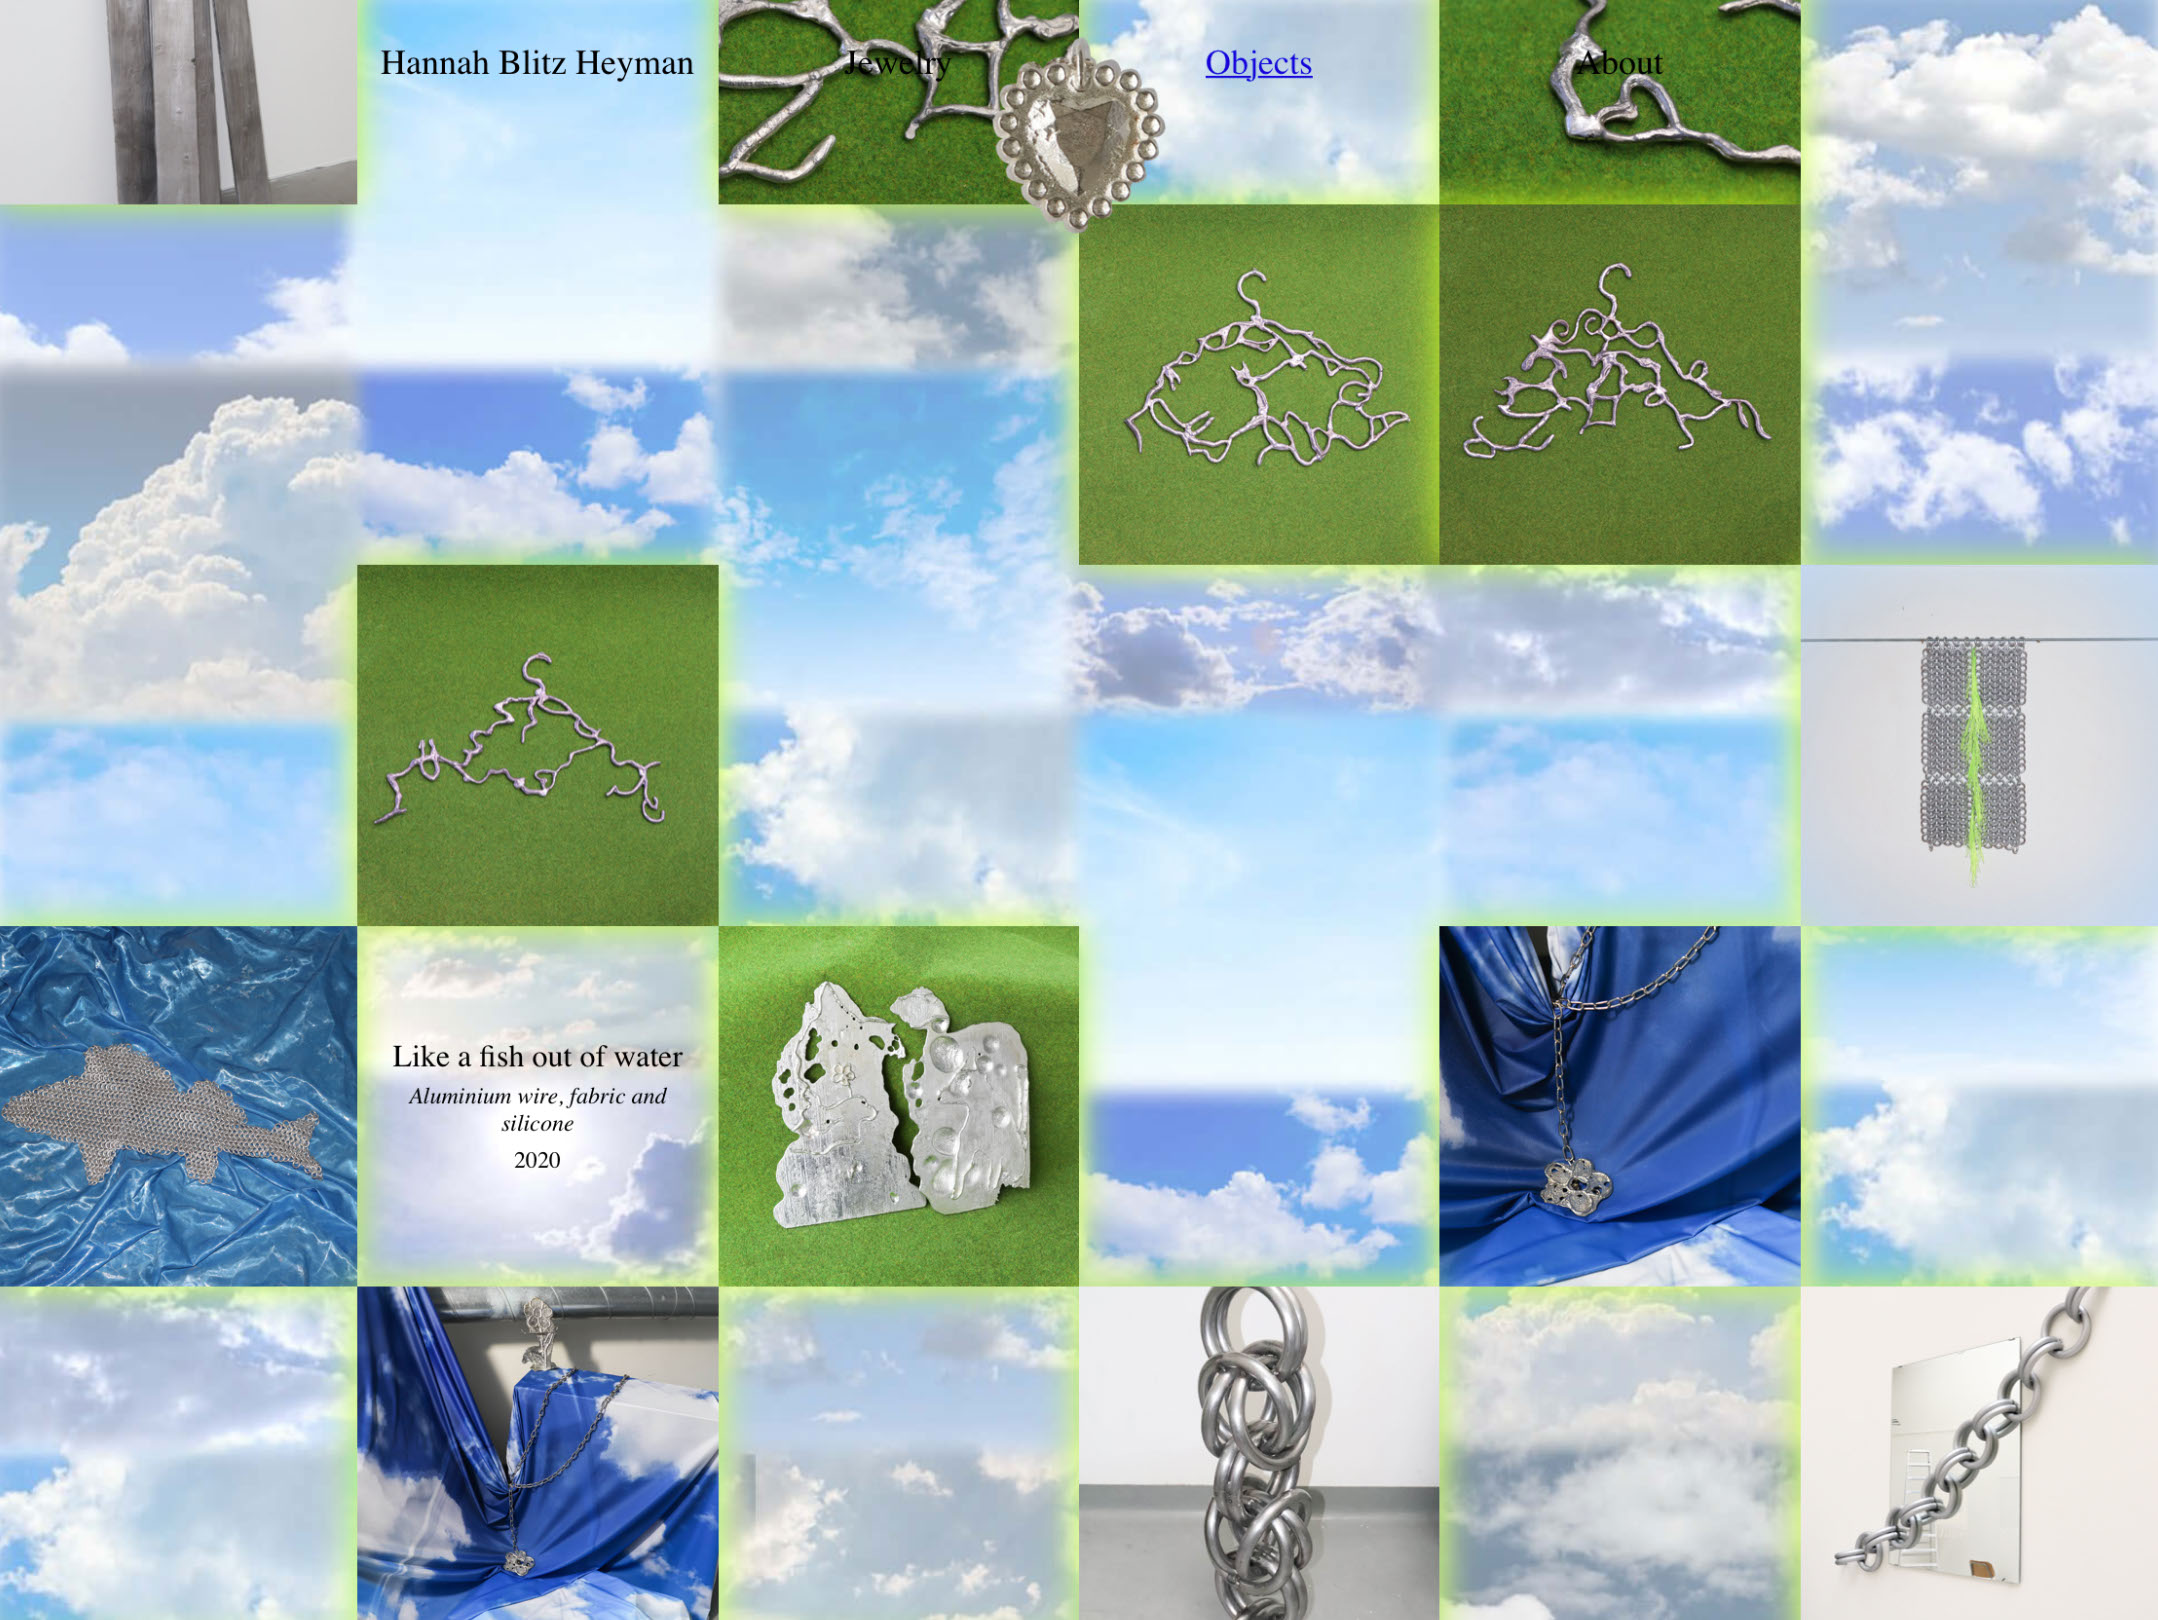 Hannah Blitz Heyman
Jewelry
Objects
About
Like a fish out of water
Aluminium wire, fabric and
silicone
2020